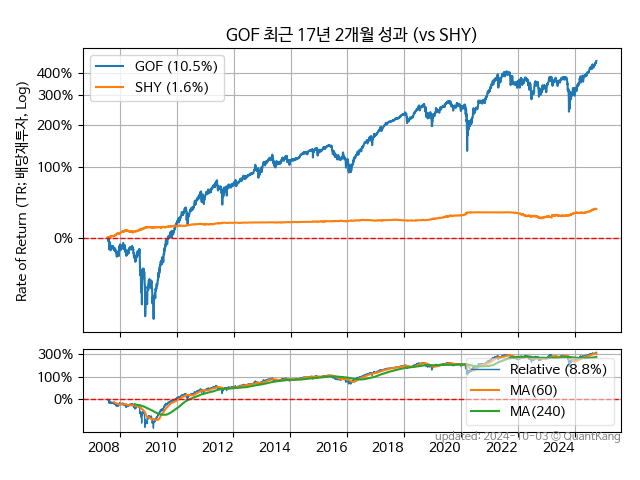 GOF 최근 17년 2개월 성과 (vs SHY)
Rate of Return (TR; 배당재투자, Log)
400%
300%
200%
100%
0%
GOF (10.5%)
SHY (1.6%)
300%
100%
0%
Relative (8.8%)
MA(60)
MA(240)
2008 2010 2012 2014 2016 2018 2020 2022 2024
updated: 2024-10-03 © QuantKang